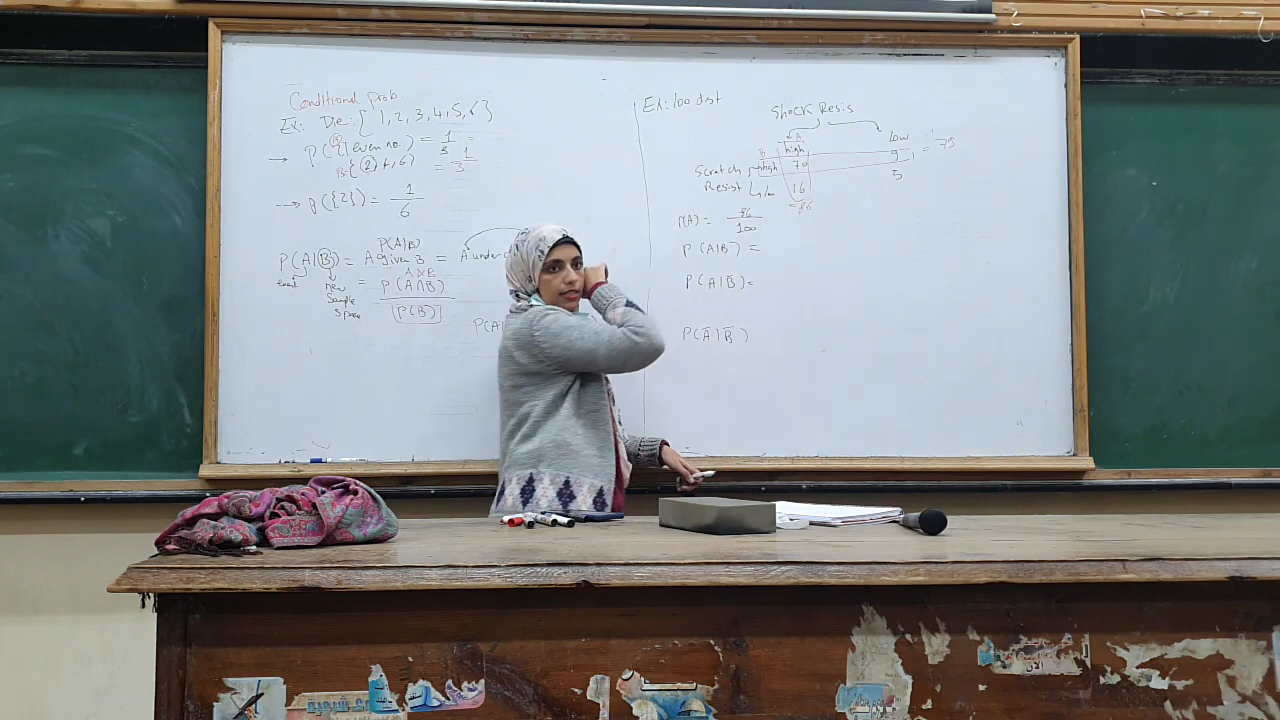 Conditional prob.
Ex: Die: { 1, 2, 3, 4, 5, 6 }
→ P(2|even no.) = 1/3 =
B:{2,4,6} = 1/3
→ P({2}) = 1/6
P(A|B)
P(A|B) = A given B = A under
event new sample space = P(A∩B)
P(B)
P(A|
Ex: 100 dist
Shock Resis
A
high low
B
Scratch high 70 9 = 79
Resist low 16 5
= 86
P(A) = 86/100
P(A|B) =
P(A|B̄) =
P(Ā|B̄)
الآن